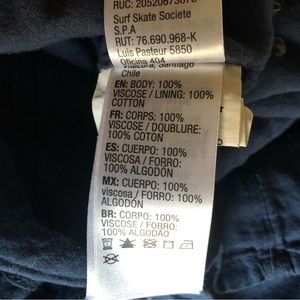 RUC: 20520673076
Surf Skate Societe
S.P.A
RUT: 76.690.968-K
Luis Pasteur 5850
Oficina 404
Vitacura, Santiago
Chile
EN: BODY: 100%
VISCOSE / LINING: 100%
COTTON
FR: CORPS: 100%
VISCOSE / DOUBLURE:
100% COTON
ES: CUERPO: 100%
VISCOSA / FORRO:
100% ALGODÓN
MX: CUERPO 100%
viscosa / FORRO: 100%
ALGODÓN
BR: CORPO: 100%
VISCOSE / FORRO:
100% ALGODAO